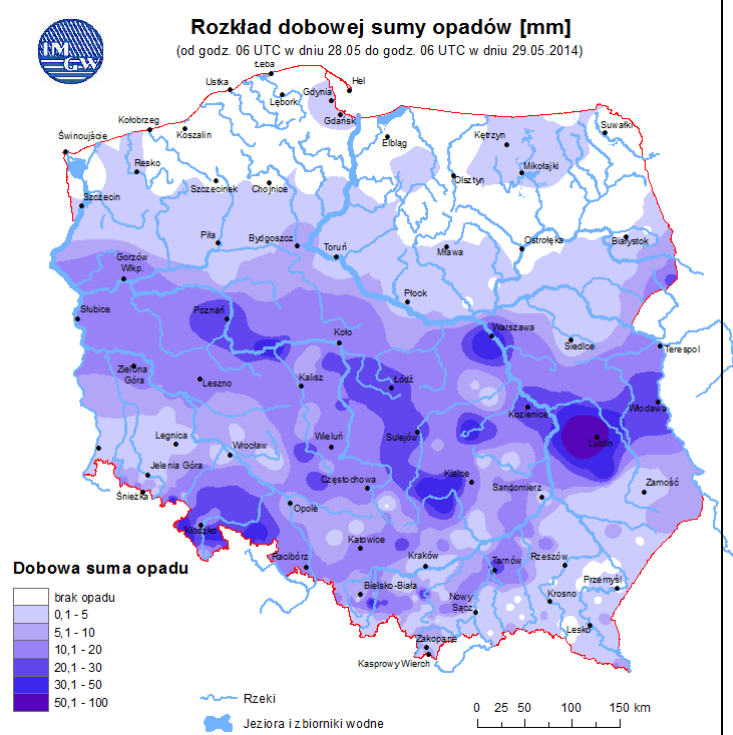 IM
GW
Rozkład dobowej sumy opadów [mm]
(od godz. 06 UTC w dniu 28.05 do godz. 06 UTC w dniu 29.05.2014)
Łeba
Ustka
Hel
Gdynia
Lębork
Gdańsk
Kołobrzeg
Koszalin
Świnoujście
Elbląg
Kętrzyn
Suwałki
Resko
Mikołajki
Olsztyn
Szczecinek
Chojnice
Szczecin
Piła
Bydgoszcz
Toruń
Mława
Ostrołęka
Białystok
Gorzów
Wlkp.
Płock
Słubice
Poznań
Koło
Warszawa
Siedlce
Terespol
Zielona
Góra
Leszno
Kalisz
Łódź
Kozienice
Włodawa
Legnica
Wrocław
Wieluń
Sulejów
Lublin
Jelenia Góra
Śnieżka
Częstochowa
Kielce
Sandomierz
Zamość
Opole
Kłodzko
Katowice
Kraków
Tarnów
Rzeszów
Racibórz
Bielsko-Biała
Nowy
Sącz
Krosno
Przemyśl
Lesko
Zakopane
Kasprowy Wierch
Dobowa suma opadu
brak opadu
0,1 - 5
5,1 - 10
10,1 - 20
20,1 - 30
30,1 - 50
50,1 - 100
Rzeki
Jeziora i zbiorniki wodne
0 25 50 100 150 km